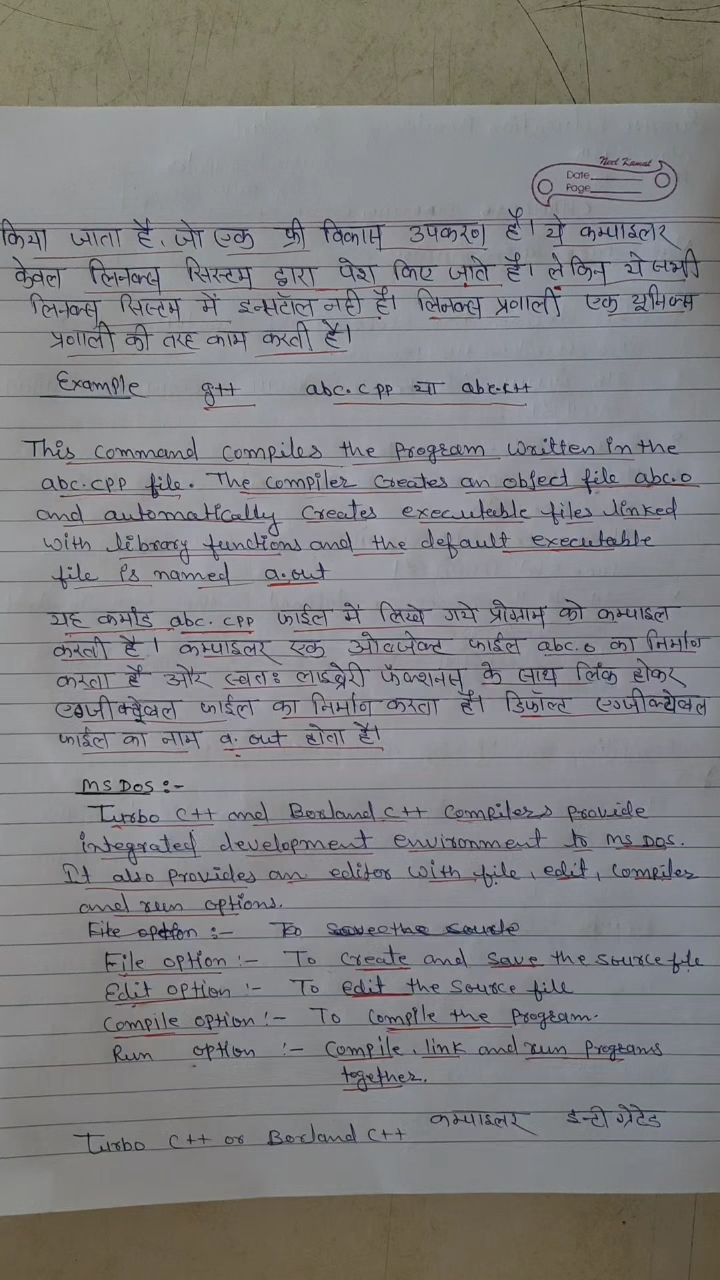 Neel Kamal
Date
Page
किया जाता है, जो एक फ्री विकास उपकरण है। ये कम्पाइलर
केवल लिनक्स सिस्टम द्वारा पेश किए जाते हैं। लेकिन ये सभी
लिनक्स सिस्टम में इन्सटॉल नही है। लिनक्स प्रणाली एक यूनिक्स
प्रणाली की तरह काम करती है।
Example g++ abc.cpp या abc.c++
This command compiles the program written in the
abc.cpp file. The compiler creates an object file abc.o
and automatically creates executable files linked
with library functions and the default executable
file is named a.out
यह कमांड abc.cpp फाईल में लिखे गये प्रोग्राम को कम्पाइल
करती है। कम्पाइलर एक ओबजेक्ट फाईल abc.o का निर्माण
करता है और स्वतः लाइब्रेरी फंक्शनस् के साथ लिंक होकर
एग्जीक्यूटेबल फाईल का निर्माण करता है। डिफॉल्ट
फाईल का नाम a.out होता है।
MS DOS :-
Turbo C++ and Borland C++ compilers provide
integrated development environment to MS DOS.
It also provides an editor with file, edit, compiler
and run options.
File option :- To save the source
File option :- To create and save the source file
Edit option :- To edit the source file
Compile option :- To compile the program.
Run option :- Compile, link and run programs
together.
Turbo C++ or Borland C++ कम्पाइलर इन्टीग्रेटेड